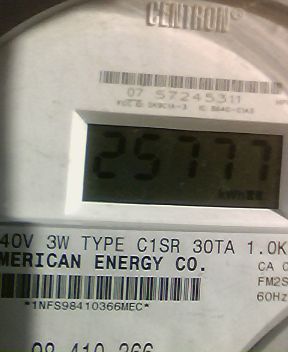 CENTRON®
07 57245311
25777
kWh
40V 3W TYPE C1SR 30TA 1.0K
MERICAN ENERGY CO.
CA 0
FM2S
*1NFS98410366MEC*
60Hz
98 410 366